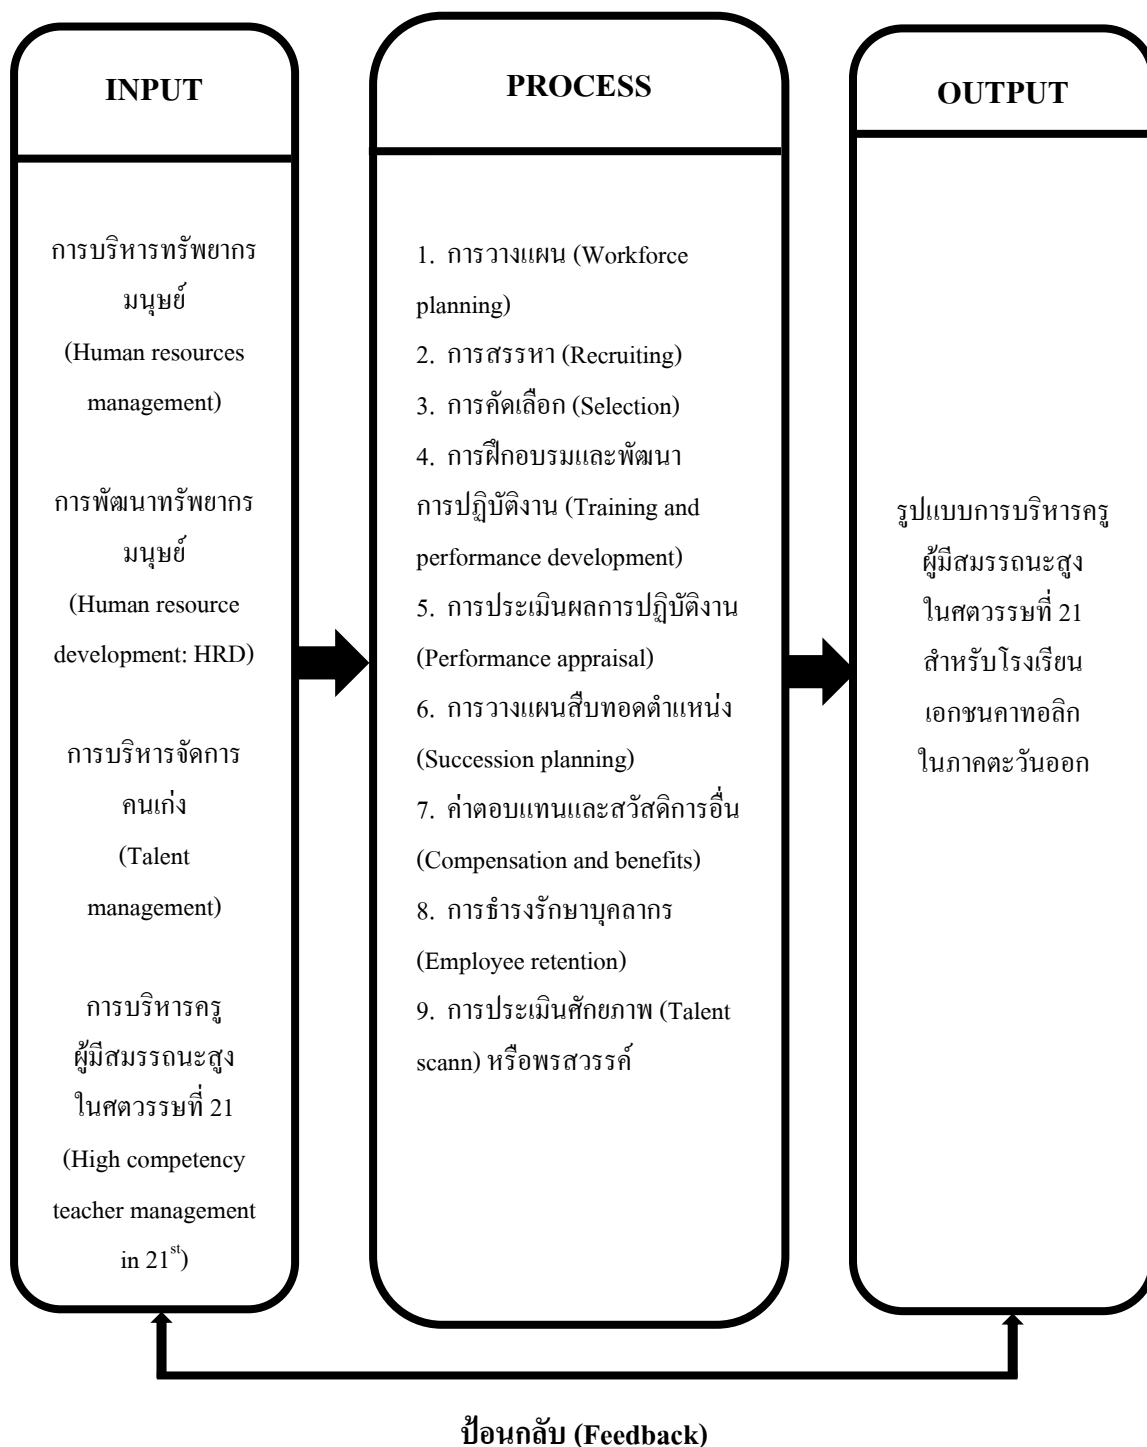 INPUT
การบริหารทรัพยากร
มนุษย์
(Human resources
management)
การพัฒนาทรัพยากร
มนุษย์
(Human resource
development: HRD)
การบริหารจัดการ
คนเก่ง
(Talent
management)
การบริหารครู
ผู้มีสมรรถนะสูง
ในศตวรรษที่ 21
(High competency
teacher management
in 21st)
PROCESS
1. การวางแผน (Workforce
planning)
2. การสรรหา (Recruiting)
3. การคัดเลือก (Selection)
4. การฝึกอบรมและพัฒนา
การปฏิบัติงาน (Training and
performance development)
5. การประเมินผลการปฏิบัติงาน
(Performance appraisal)
6. การวางแผนสืบทอดตำแหน่ง
(Succession planning)
7. ค่าตอบแทนและสวัสดิการอื่น
(Compensation and benefits)
8. การธำรงรักษาบุคลากร
(Employee retention)
9. การประเมินศักยภาพ (Talent
scann) หรือพรสวรรค์
OUTPUT
รูปแบบการบริหารครู
ผู้มีสมรรถนะสูง
ในศตวรรษที่ 21
สำหรับโรงเรียน
เอกชนคาทอลิก
ในภาคตะวันออก
ป้อนกลับ (Feedback)